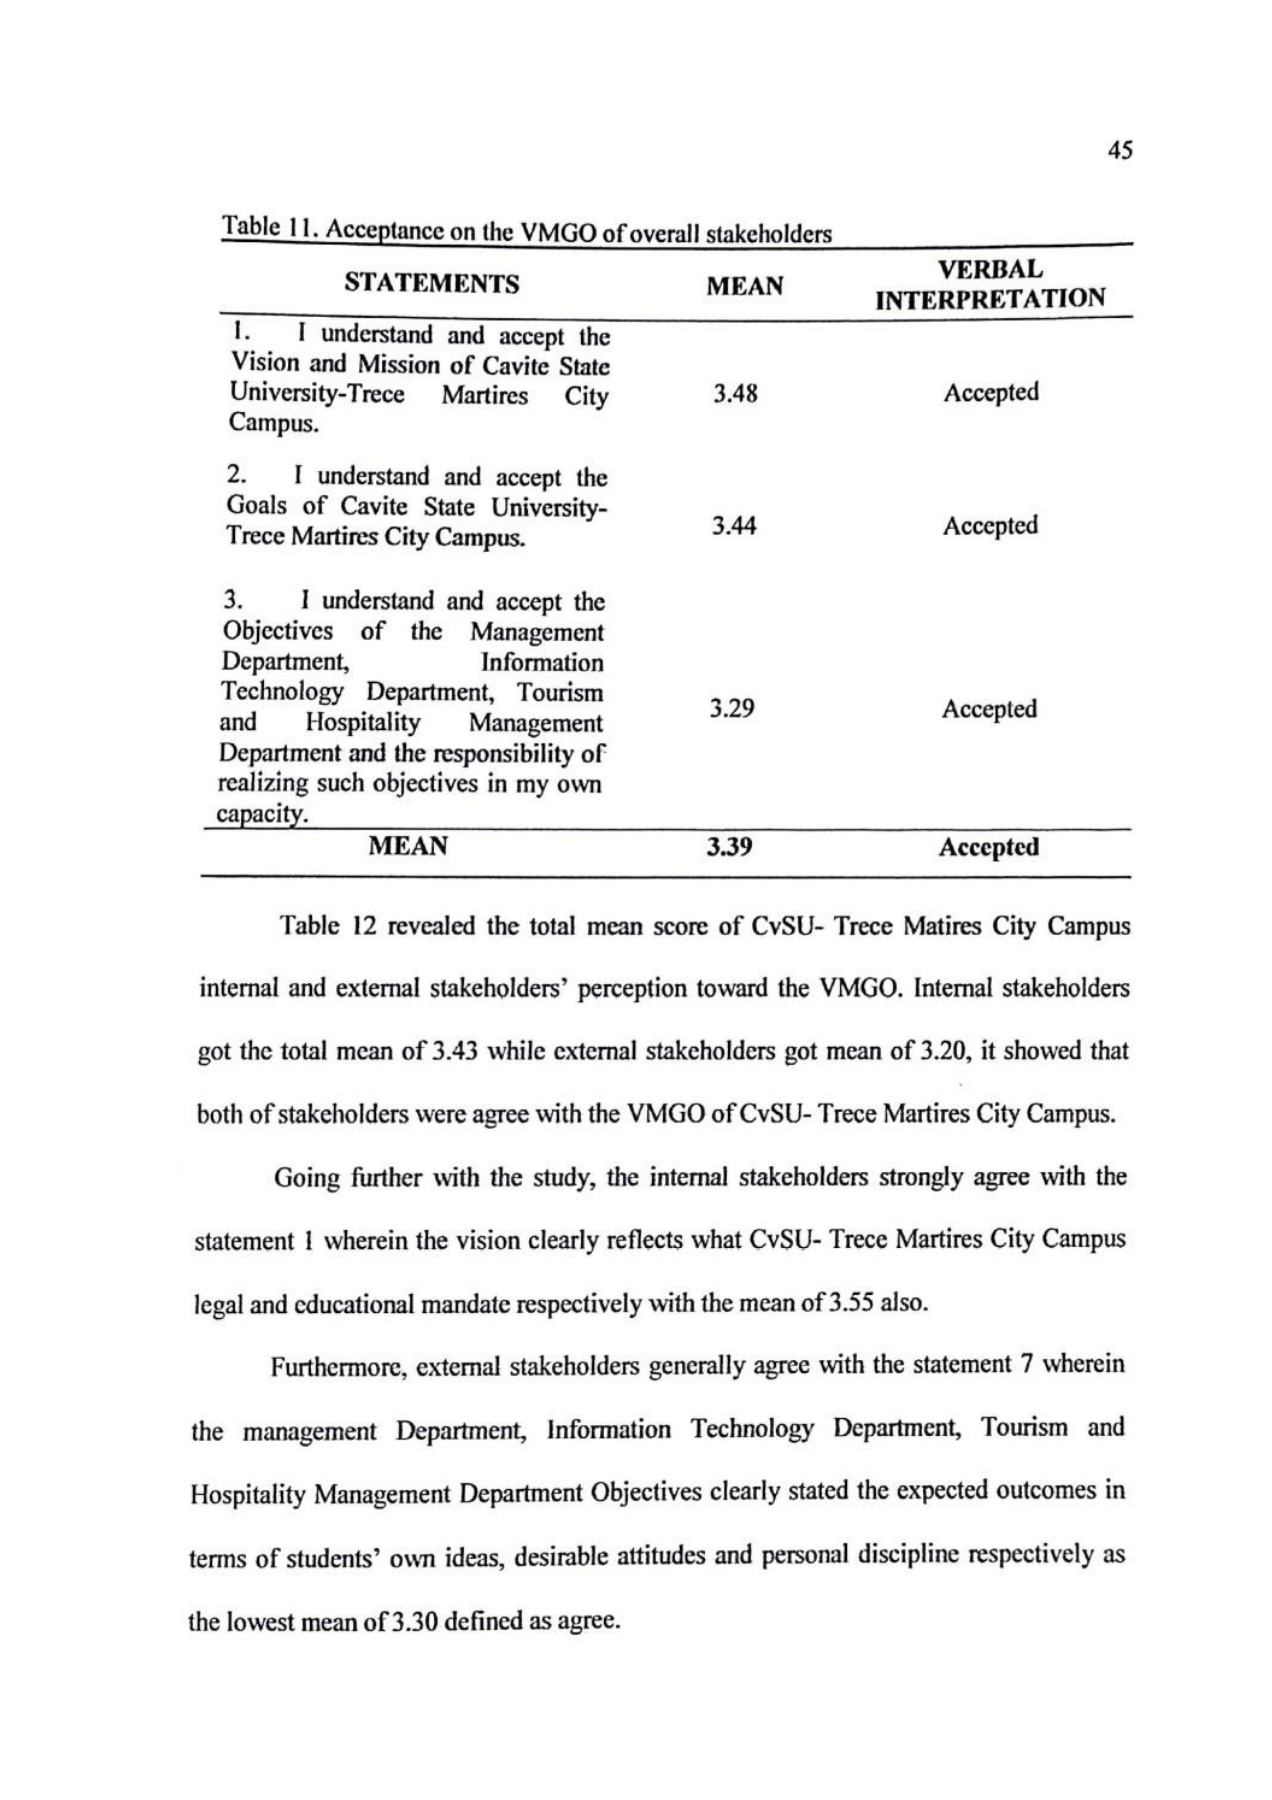 45
Table 11. Acceptance on the VMGO of overall stakeholders
STATEMENTS MEAN VERBAL INTERPRETATION
1. I understand and accept the
Vision and Mission of Cavite State
University-Trece Martires City 3.48 Accepted
Campus.
2. I understand and accept the
Goals of Cavite State University-
Trece Martires City Campus. 3.44 Accepted
3. I understand and accept the
Objectives of the Management
Department, Information
Technology Department, Tourism
and Hospitality Management 3.29 Accepted
Department and the responsibility of
realizing such objectives in my own
capacity.
MEAN 3.39 Accepted
Table 12 revealed the total mean score of CvSU- Trece Matires City Campus
internal and external stakeholders' perception toward the VMGO. Internal stakeholders
got the total mean of 3.43 while external stakeholders got mean of 3.20, it showed that
both of stakeholders were agree with the VMGO of CvSU- Trece Martires City Campus.
Going further with the study, the internal stakeholders strongly agree with the
statement 1 wherein the vision clearly reflects what CvSU- Trece Martires City Campus
legal and educational mandate respectively with the mean of 3.55 also.
Furthermore, external stakeholders generally agree with the statement 7 wherein
the management Department, Information Technology Department, Tourism and
Hospitality Management Department Objectives clearly stated the expected outcomes in
terms of students' own ideas, desirable attitudes and personal discipline respectively as
the lowest mean of 3.30 defined as agree.